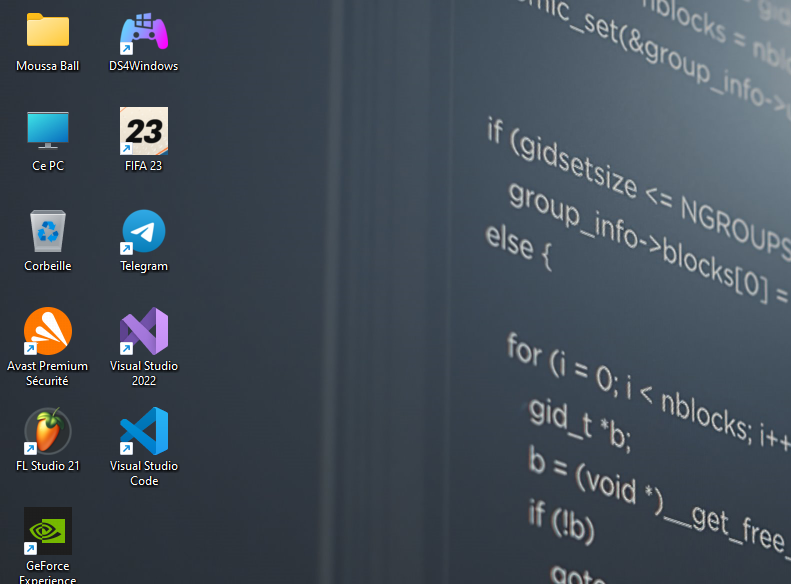 Moussa Ball
DS4Windows
Ce PC
23
FIFA 23
Corbeille
Telegram
Avast Premium
Sécurité
Visual Studio
2022
FL Studio 21
Visual Studio
Code
GeForce
Experience
nblocks = nbl
mic_set(&group_info->u
if (gidsetsize <= NGROUPS
group_info->blocks[0] =
else {
for (i = 0; i < nblocks; i++
gid_t *b;
b = (void *)__get_free_
if (!b)
goto